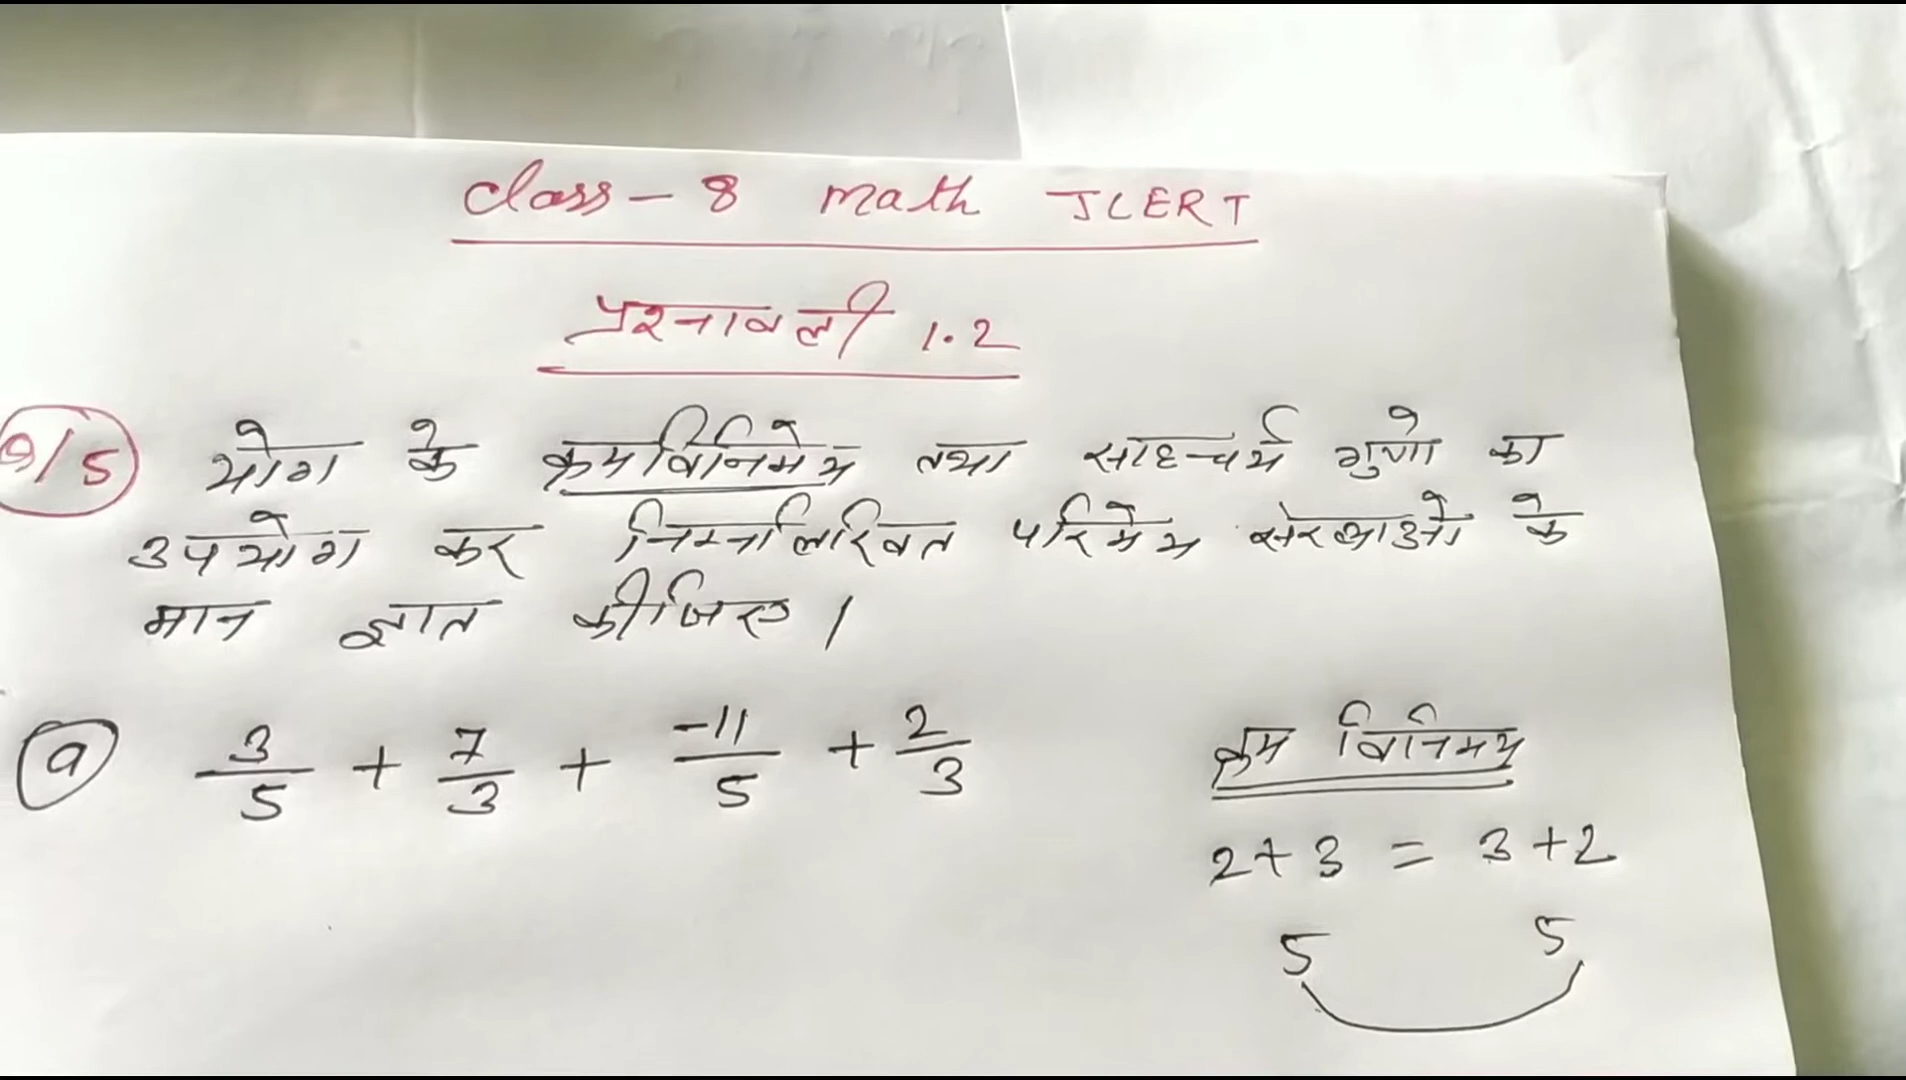 class - 8 math JCERT
प्रश्नावली 1.2
Q/5 योग के क्रमविनिमेय तथा साहचर्य गुणो का
उपयोग कर निम्नलिखित परिमेय संख्याओ के
मान ज्ञात कीजिए।
(a) 3/5 + 7/3 + -11/5 + 2/3
क्रम विनिमय
2+3 = 3+2
5 5